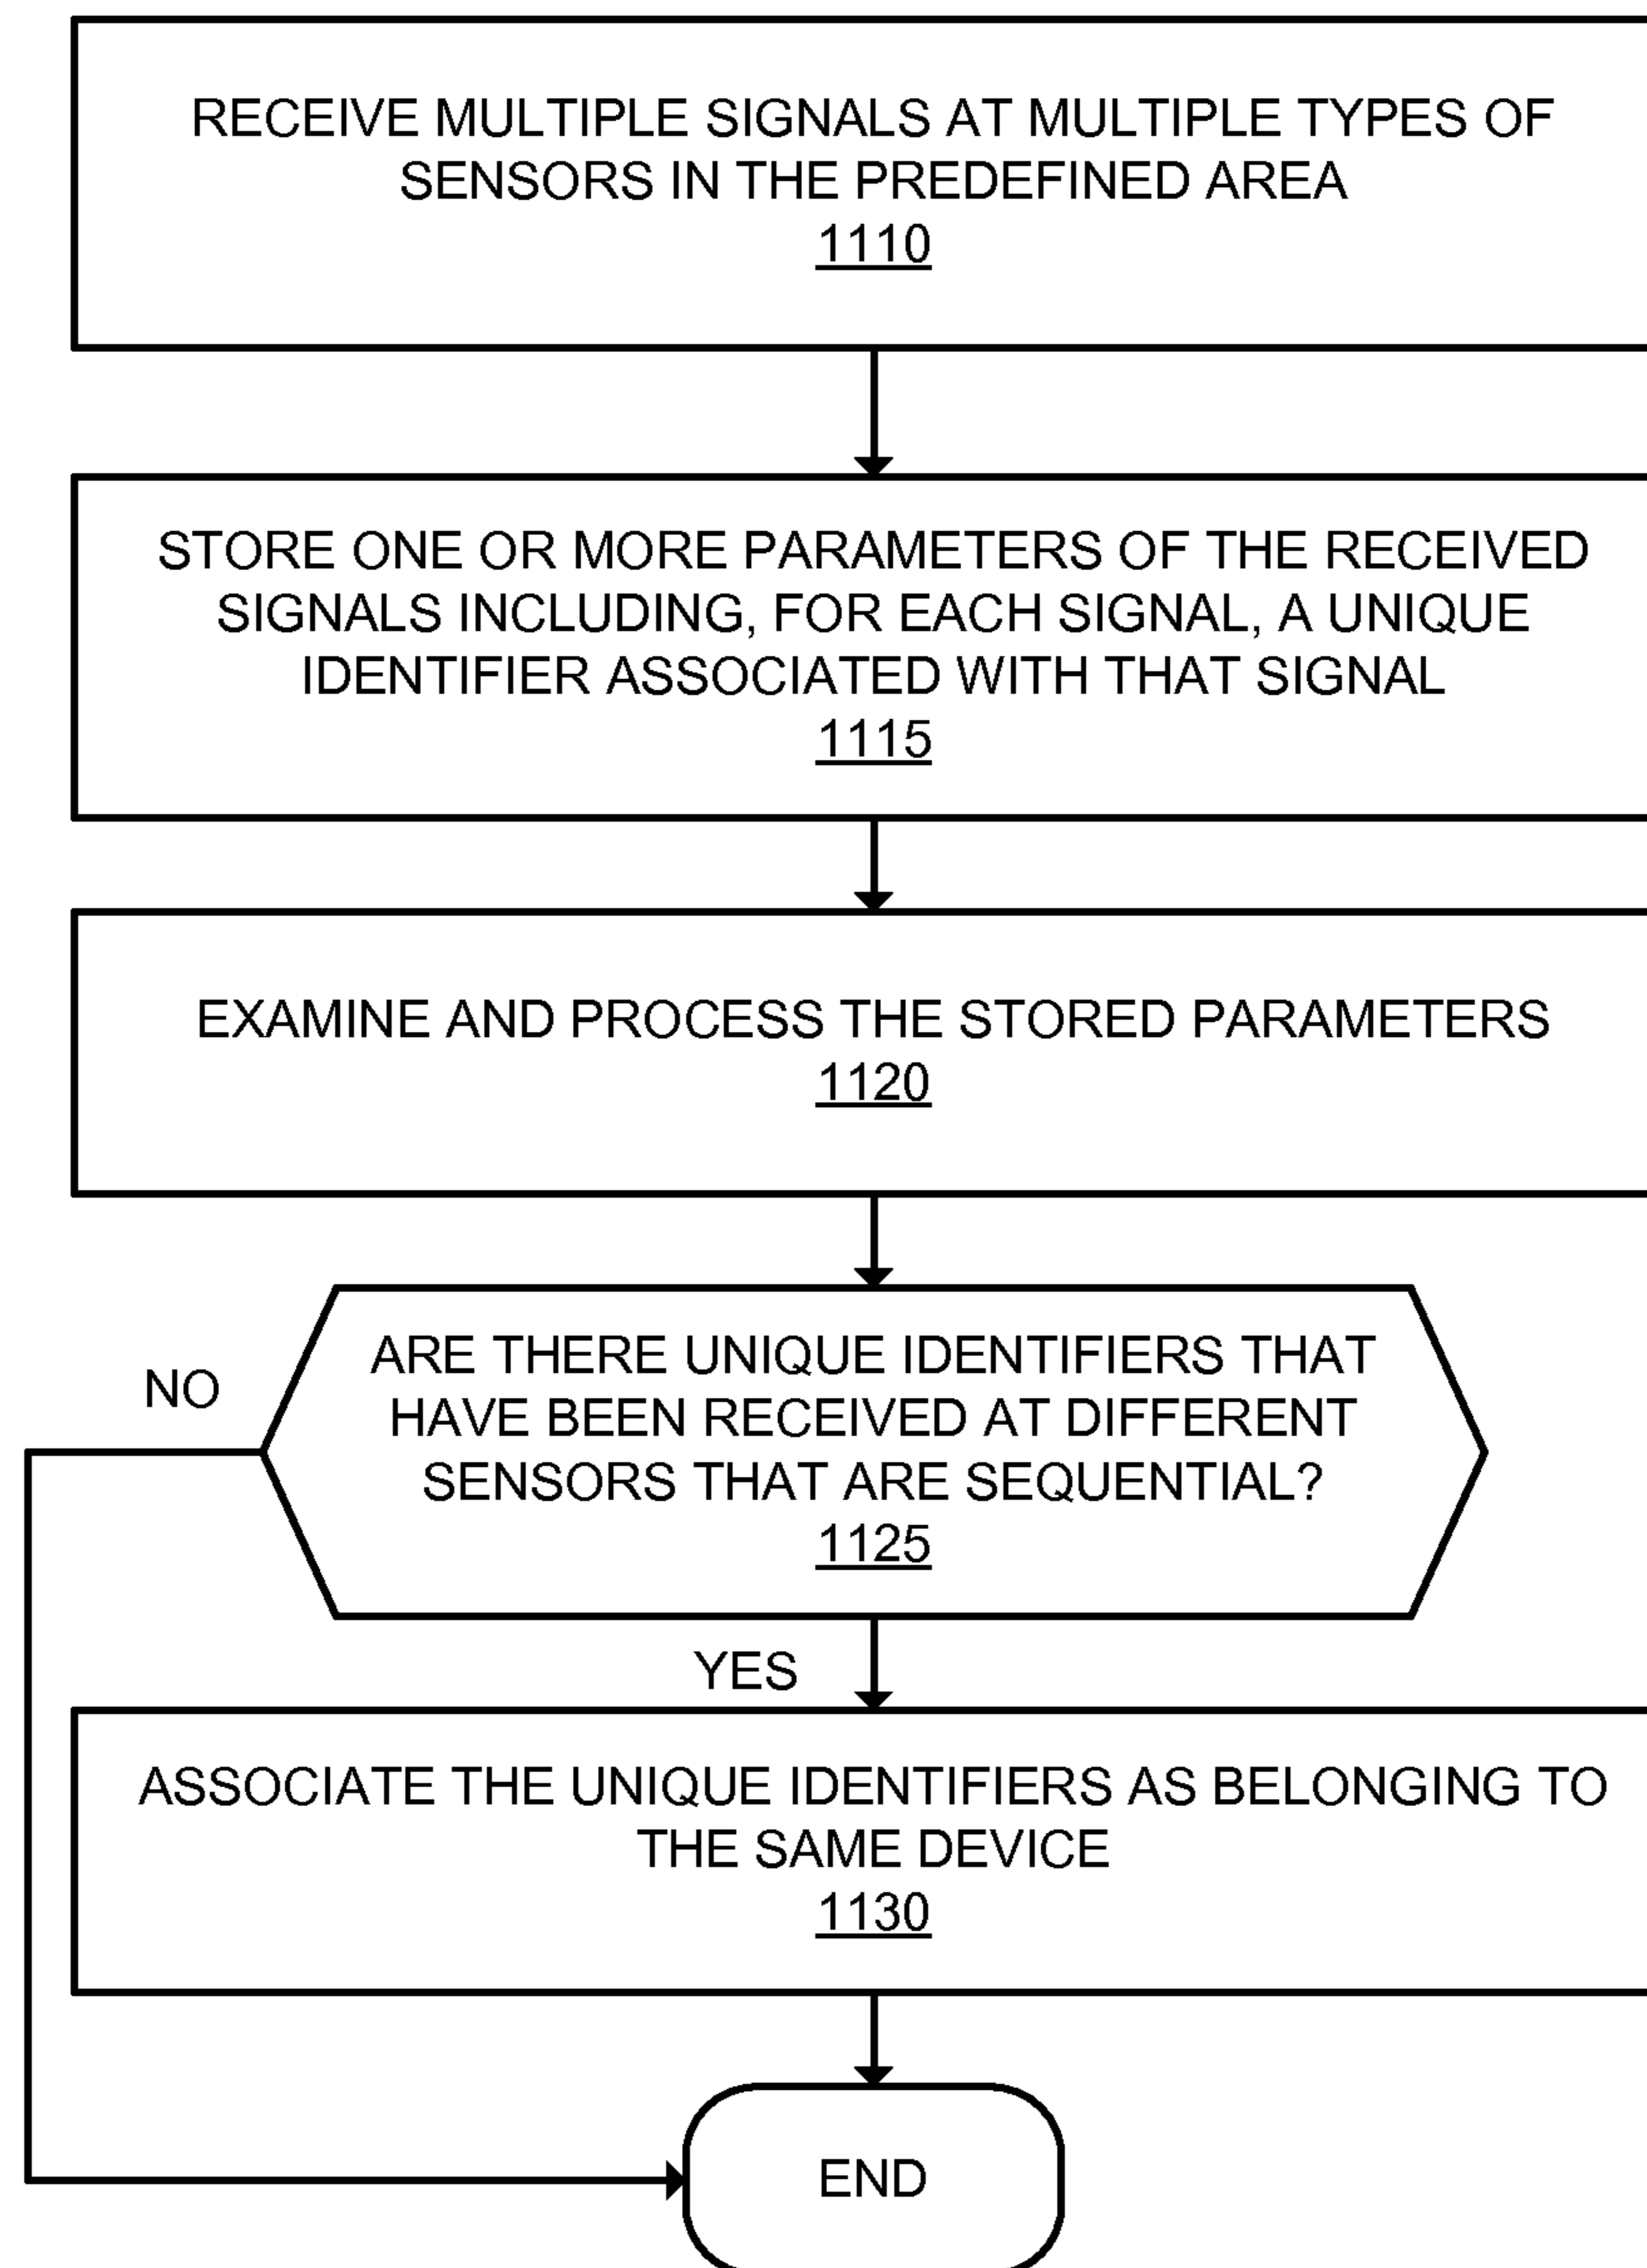 RECEIVE MULTIPLE SIGNALS AT MULTIPLE TYPES OF
SENSORS IN THE PREDEFINED AREA
1110
STORE ONE OR MORE PARAMETERS OF THE RECEIVED
SIGNALS INCLUDING, FOR EACH SIGNAL, A UNIQUE
IDENTIFIER ASSOCIATED WITH THAT SIGNAL
1115
EXAMINE AND PROCESS THE STORED PARAMETERS
1120
ARE THERE UNIQUE IDENTIFIERS THAT
HAVE BEEN RECEIVED AT DIFFERENT
SENSORS THAT ARE SEQUENTIAL?
1125
NO
YES
ASSOCIATE THE UNIQUE IDENTIFIERS AS BELONGING TO
THE SAME DEVICE
1130
END